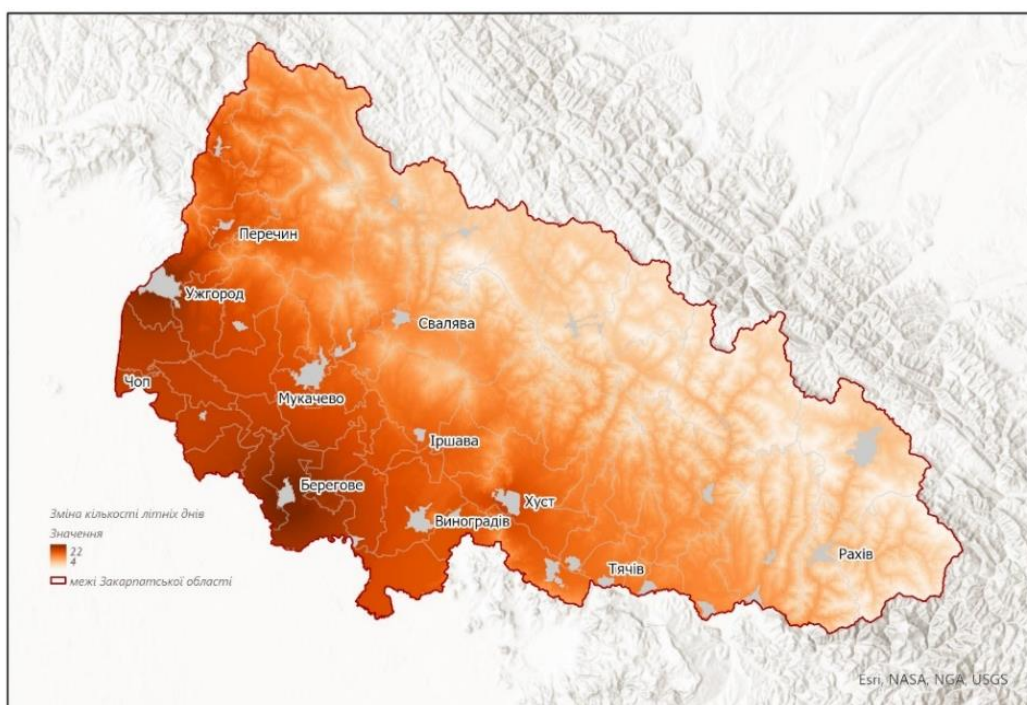 Перечин
Ужгород
Свалява
Чоп
Мукачево
Іршава
Берегове
Хуст
Виноградів
Рахів
Тячів
Зміна кількості літніх днів
Значення
22
4
межі Закарпатської області
Esri, NASA, NGA, USGS